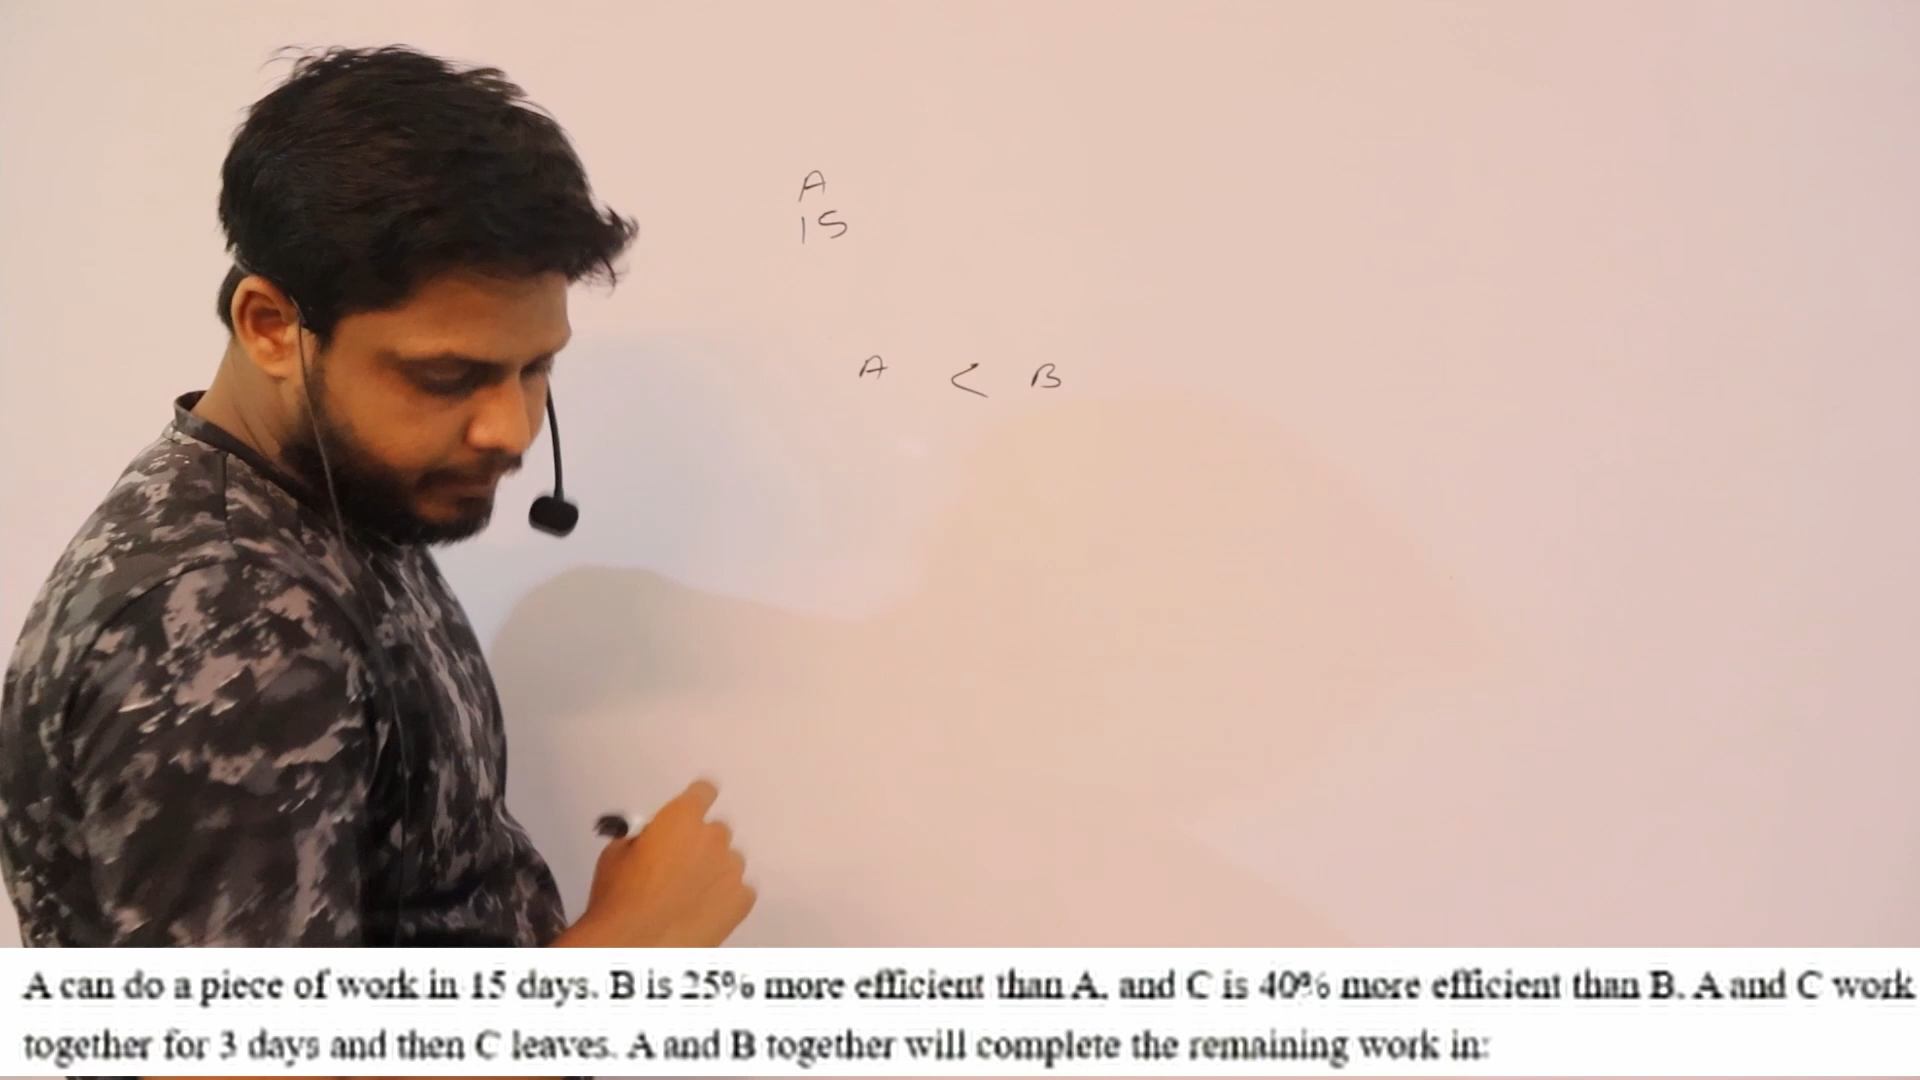 A
15
A < B
A can do a piece of work in 15 days. B is 25% more efficient than A, and C is 40% more efficient than B. A and C work
together for 3 days and then C leaves. A and B together will complete the remaining work in: